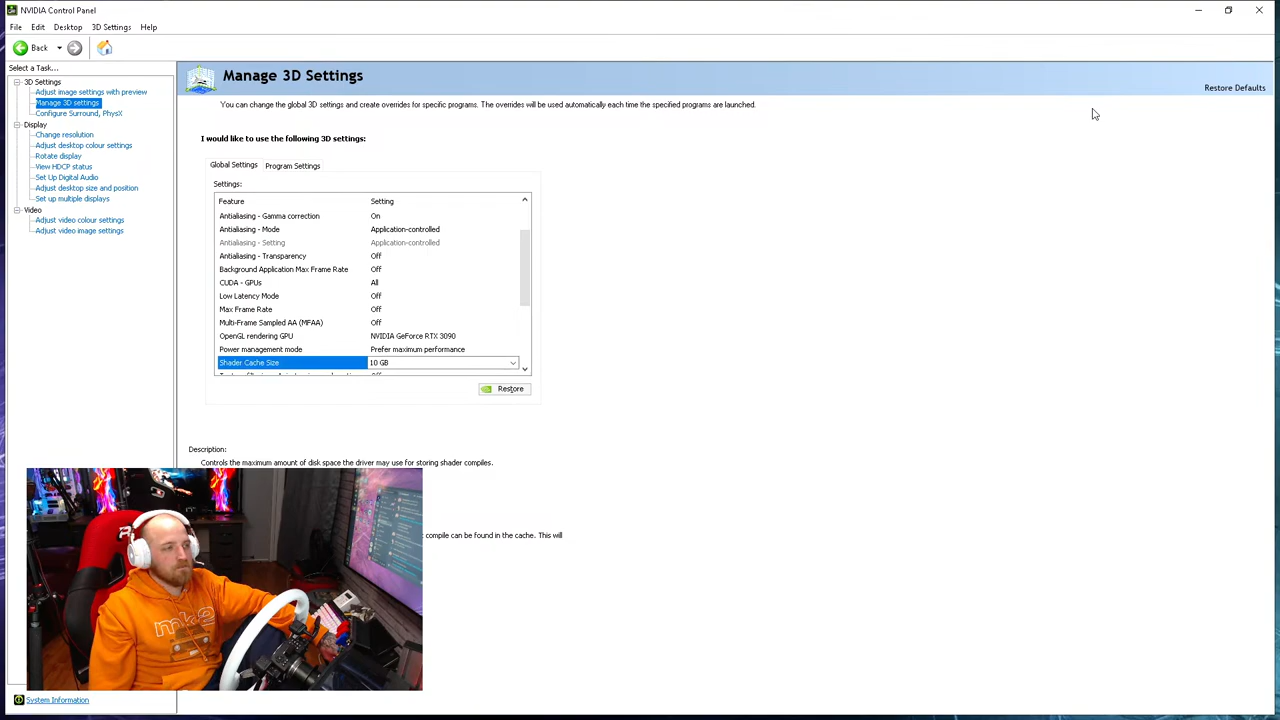 NVIDIA Control Panel
File Edit Desktop 3D Settings Help
Back
Select a Task...
3D Settings
Adjust image settings with preview
Manage 3D settings
Configure Surround, PhysX
Display
Change resolution
Adjust desktop colour settings
Rotate display
View HDCP status
Set Up Digital Audio
Adjust desktop size and position
Set up multiple displays
Video
Adjust video colour settings
Adjust video image settings
System Information
Manage 3D Settings
Restore Defaults
You can change the global 3D settings and create overrides for specific programs. The overrides will be used automatically each time the specified programs are launched.
I would like to use the following 3D settings:
Global Settings Program Settings
Settings:
Feature Setting
Antialiasing - Gamma correction On
Antialiasing - Mode Application-controlled
Antialiasing - Setting Application-controlled
Antialiasing - Transparency Off
Background Application Max Frame Rate Off
CUDA - GPUs All
Low Latency Mode Off
Max Frame Rate Off
Multi-Frame Sampled AA (MFAA) Off
OpenGL rendering GPU NVIDIA GeForce RTX 3090
Power management mode Prefer maximum performance
Shader Cache Size 10 GB
Restore
Description:
Controls the maximum amount of disk space the driver may use for storing shader compiles.
compile can be found in the cache. This will
mk2